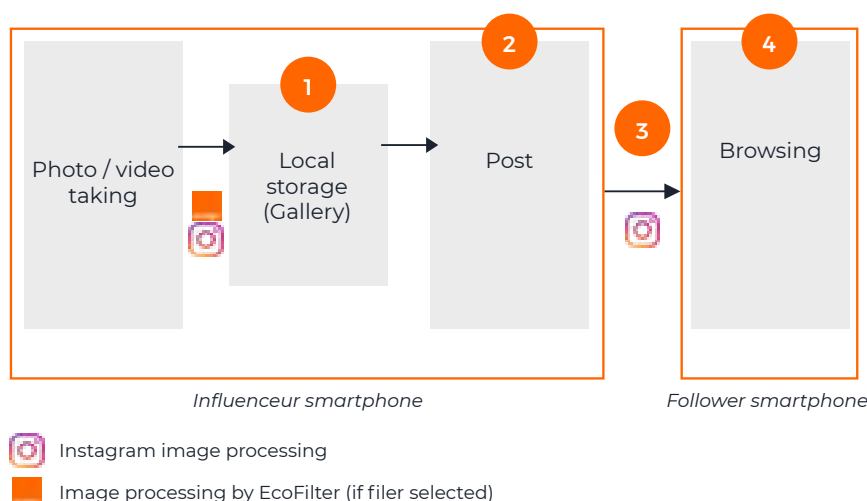 1
2
3
4
Photo / video
taking
Local
storage
(Gallery)
Post
Browsing
Influenceur smartphone
Follower smartphone
Instagram image processing
Image processing by EcoFilter (if filer selected)